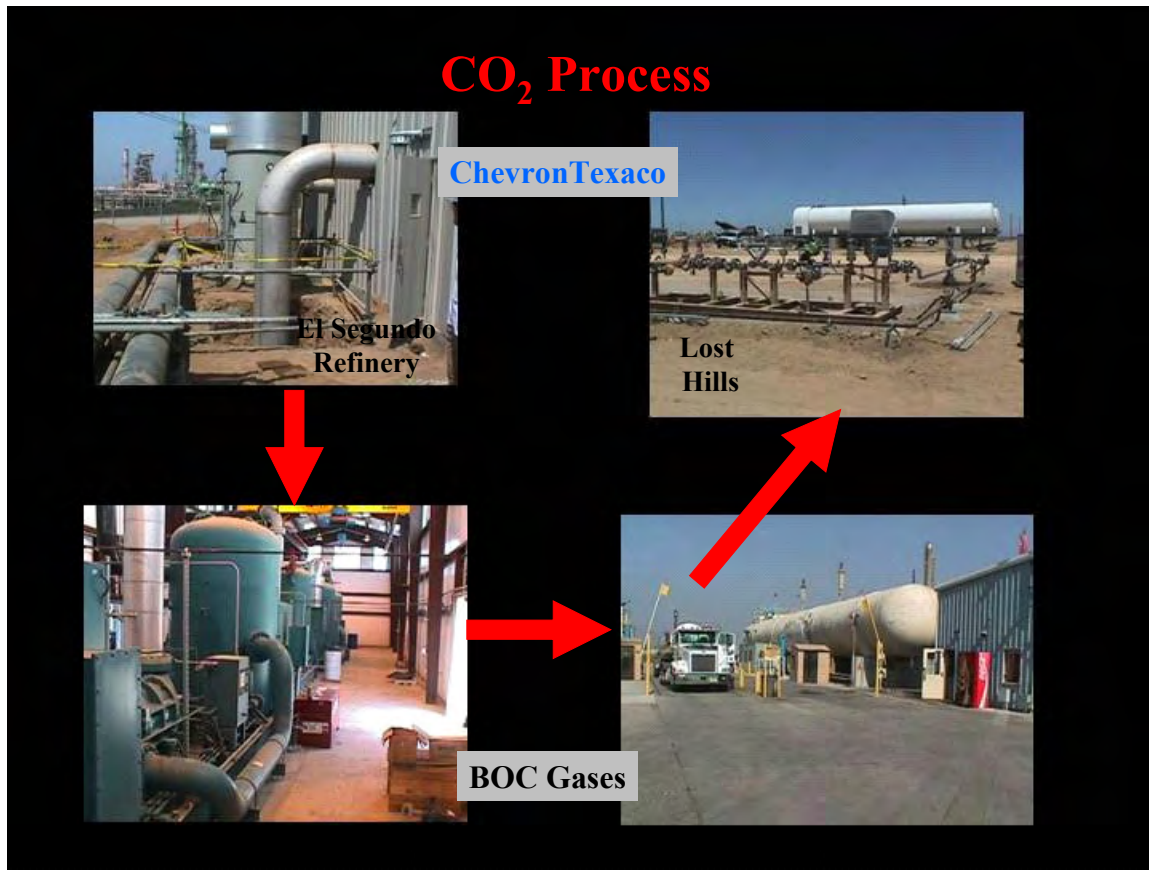 CO₂ Process
ChevronTexaco
El Segundo
Refinery
Lost
Hills
BOC Gases